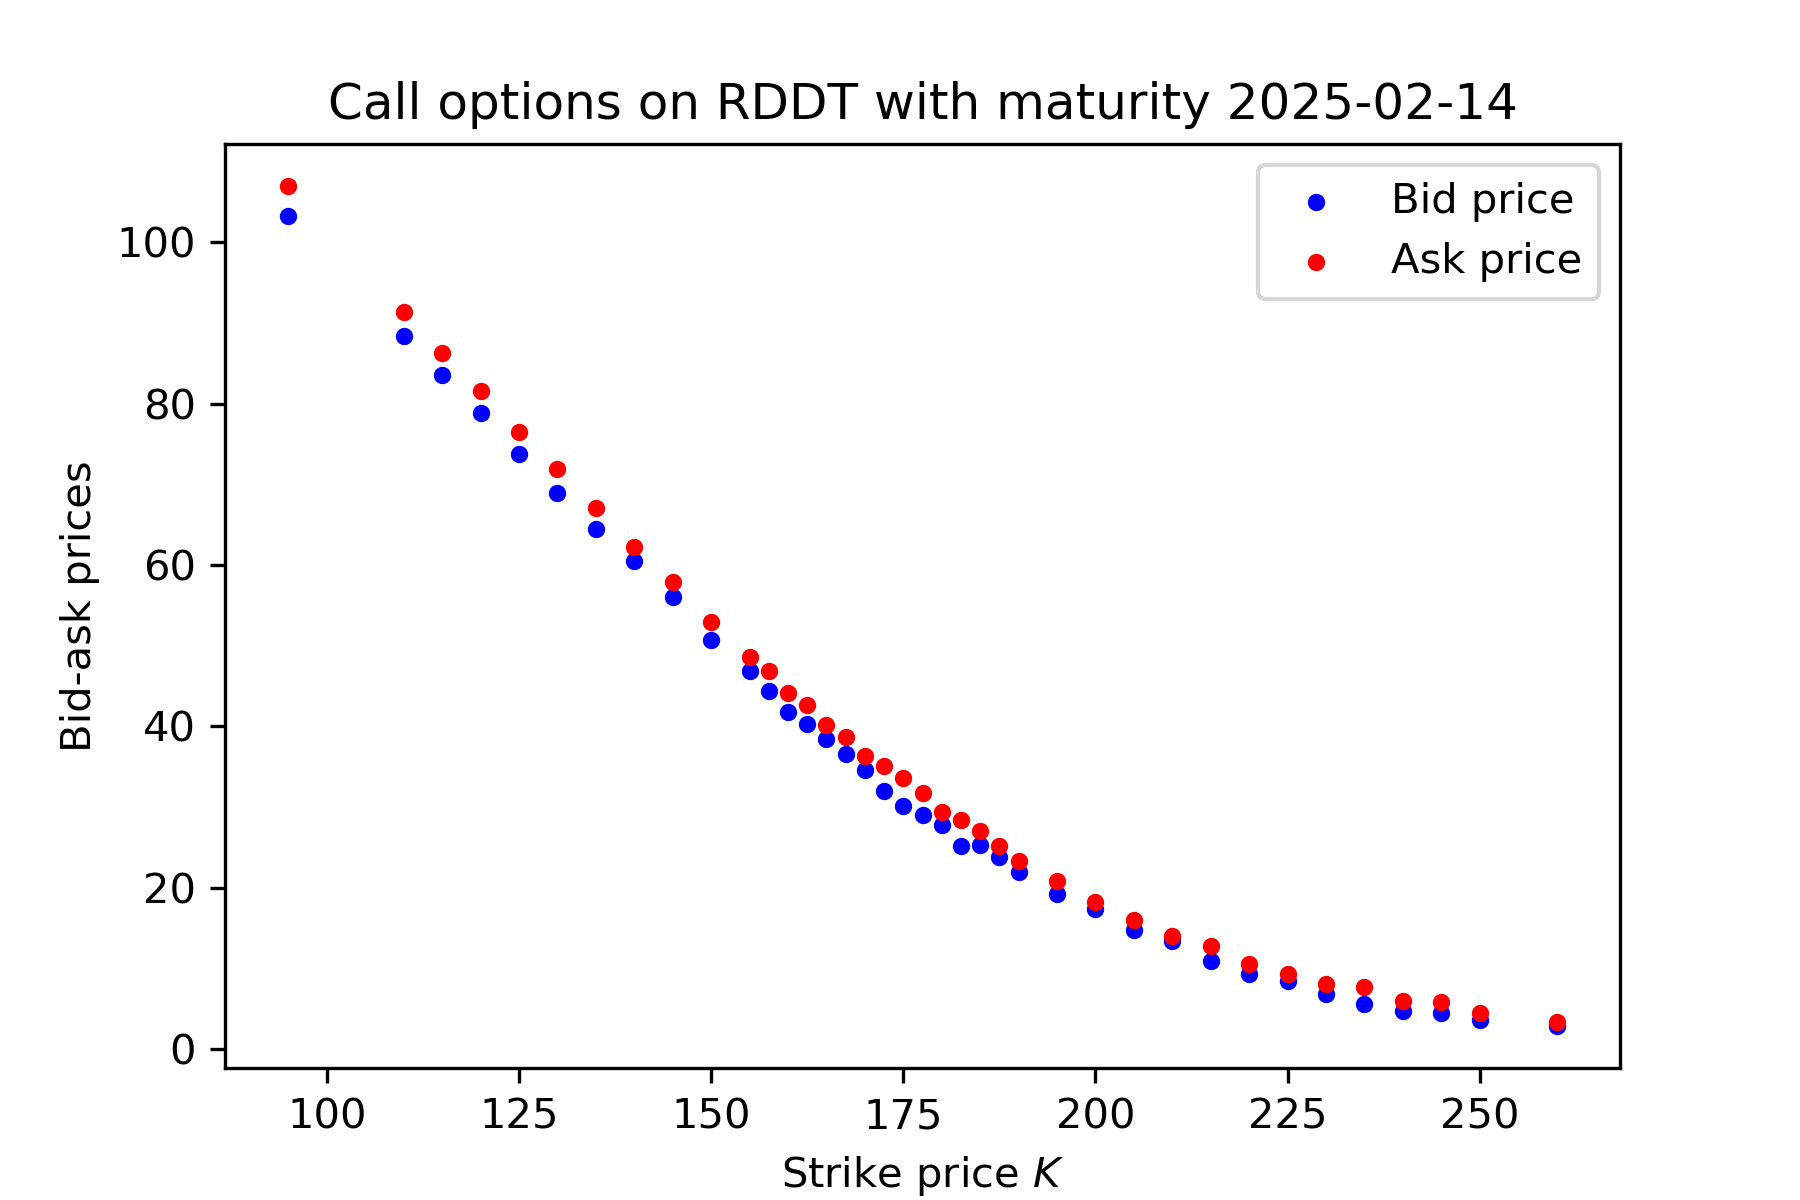 Call options on RDDT with maturity 2025-02-14
Bid price
Ask price
100
80
60
40
20
0
Bid-ask prices
100 125 150 175 200 225 250
Strike price K